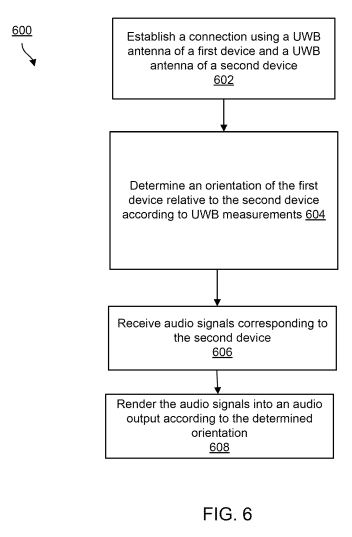 600
Establish a connection using a UWB
antenna of a first device and a UWB
antenna of a second device
602
Determine an orientation of the first
device relative to the second device
according to UWB measurements 604
Receive audio signals corresponding to
the second device
606
Render the audio signals into an audio
output according to the determined
orientation
608
FIG. 6